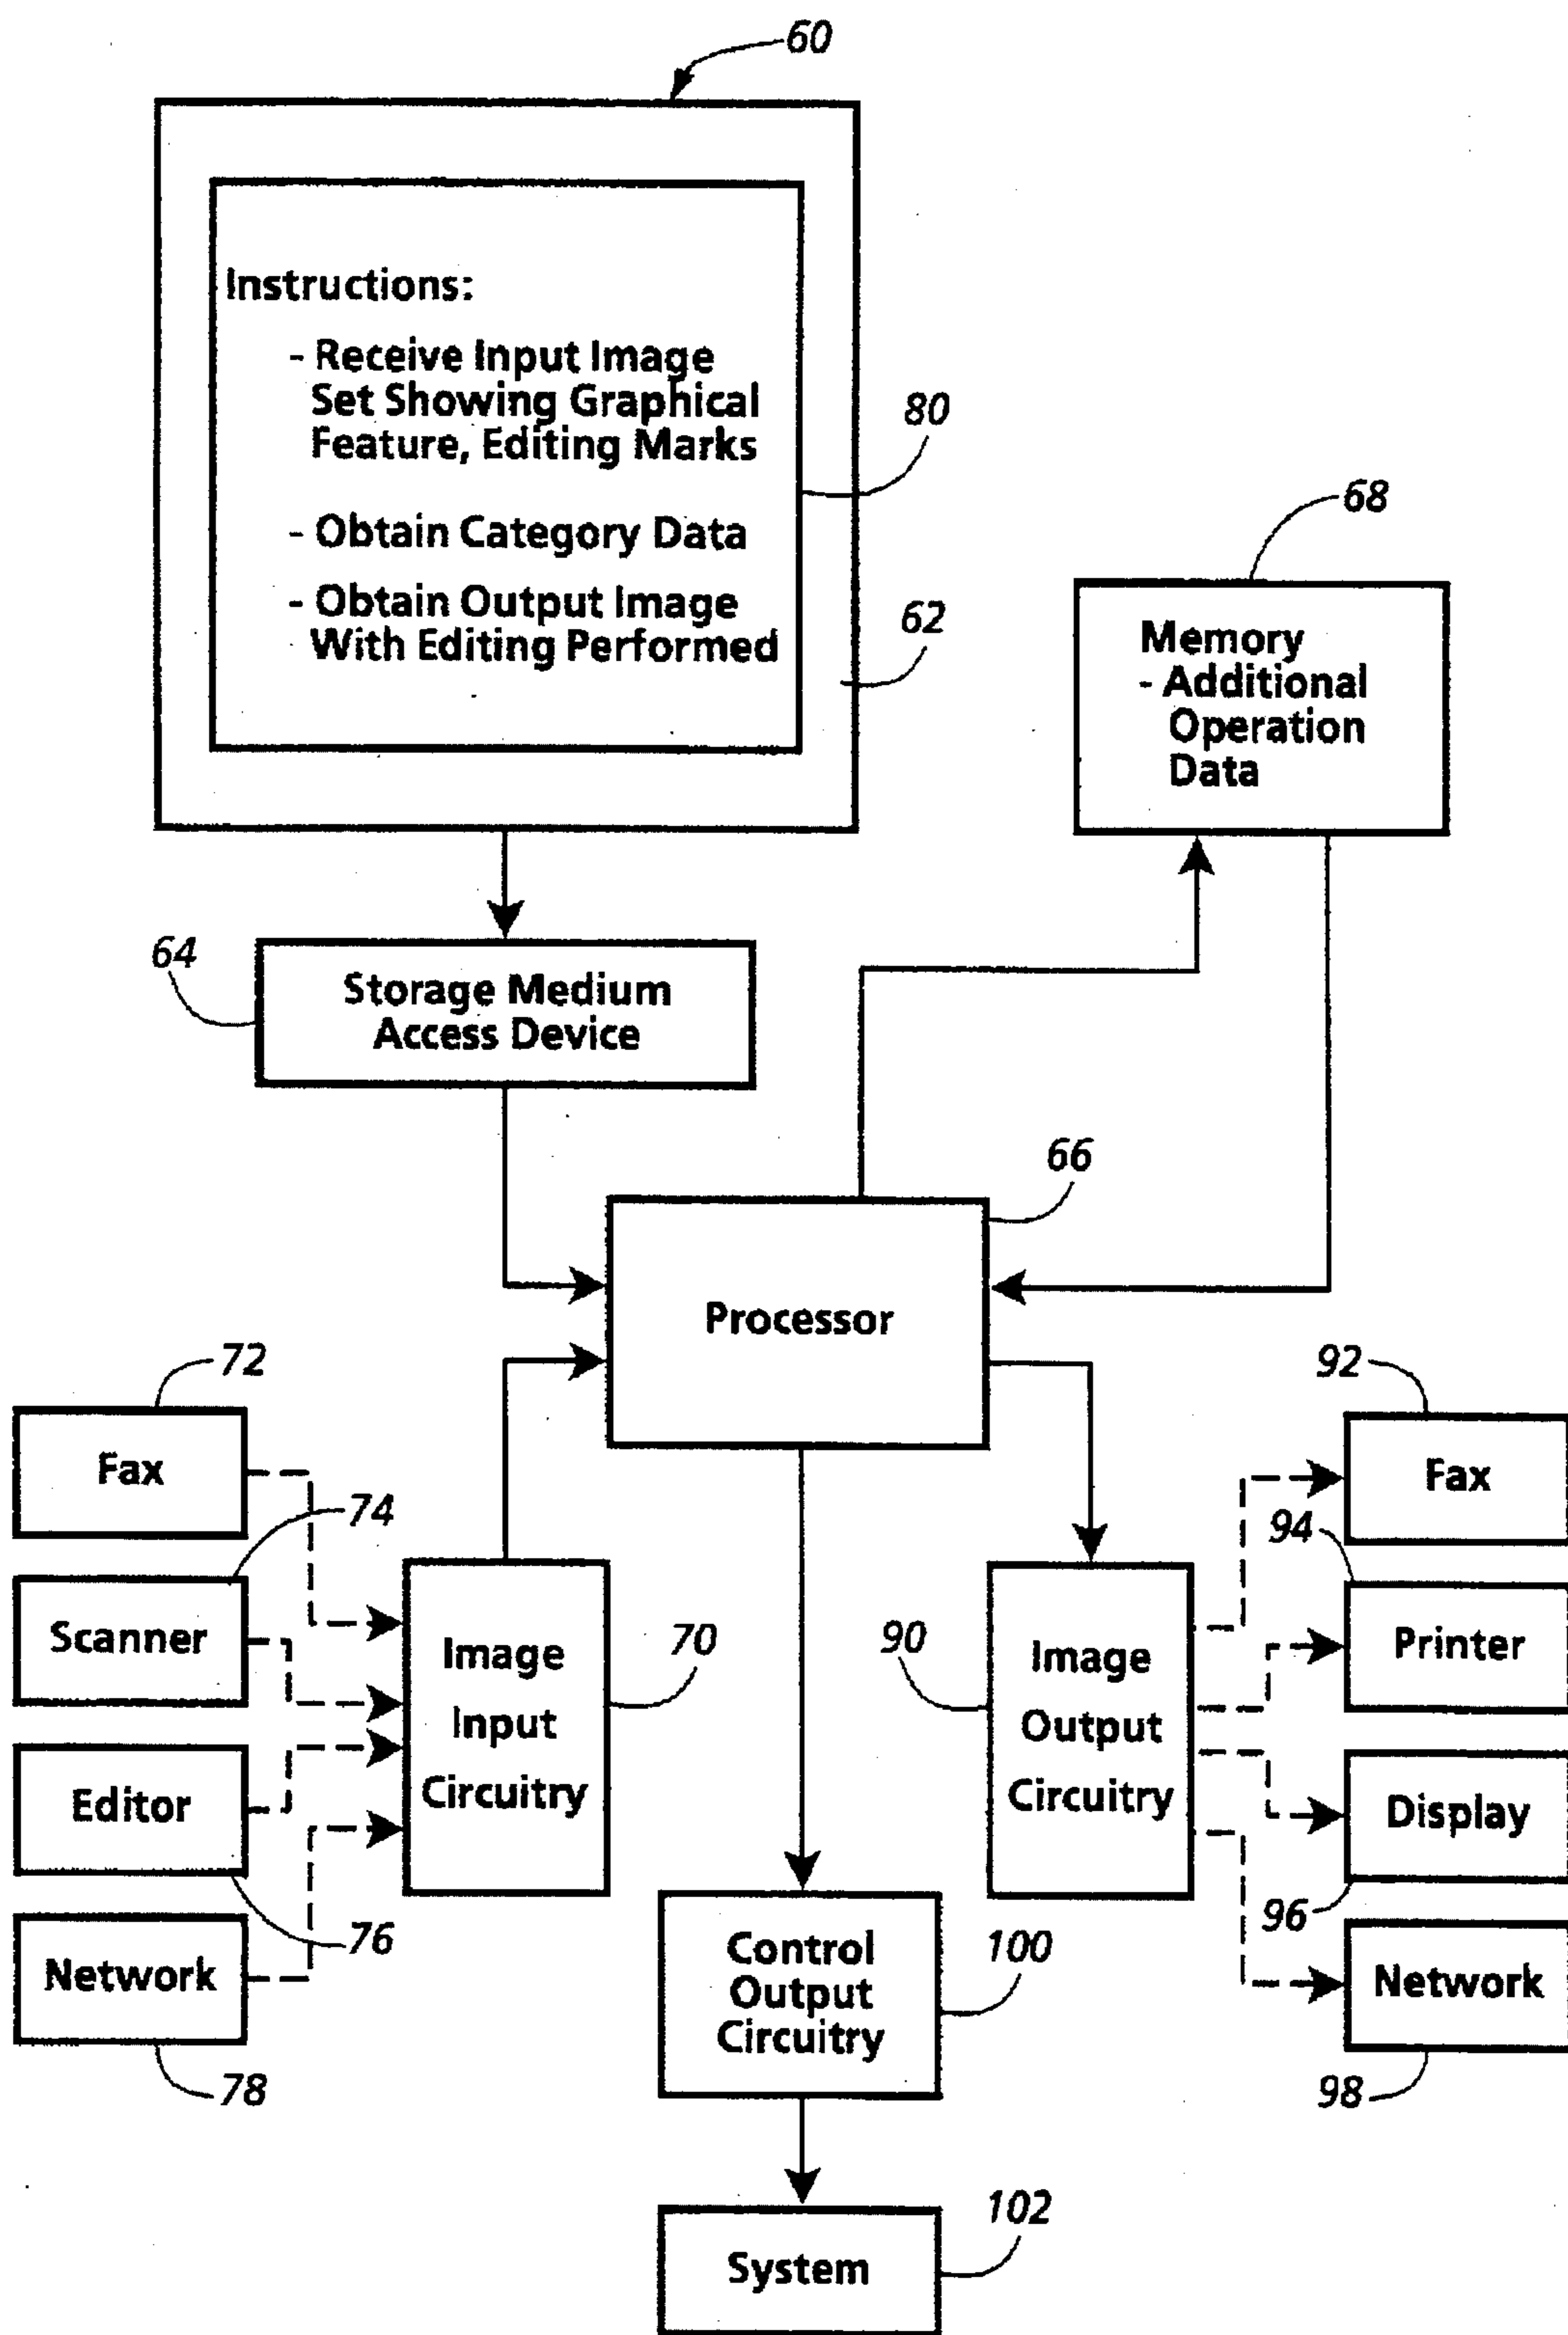 60
Instructions:
- Receive Input Image
Set Showing Graphical
Feature, Editing Marks
- Obtain Category Data
- Obtain Output Image
With Editing Performed
80
62
68
Memory
- Additional
Operation
Data
64
Storage Medium
Access Device
66
Processor
72
Fax
74
Scanner
Editor
76
Network
78
Image
Input
Circuitry
70
90
Image
Output
Circuitry
92
Fax
94
Printer
Display
96
Network
98
Control
Output
Circuitry
100
System
102